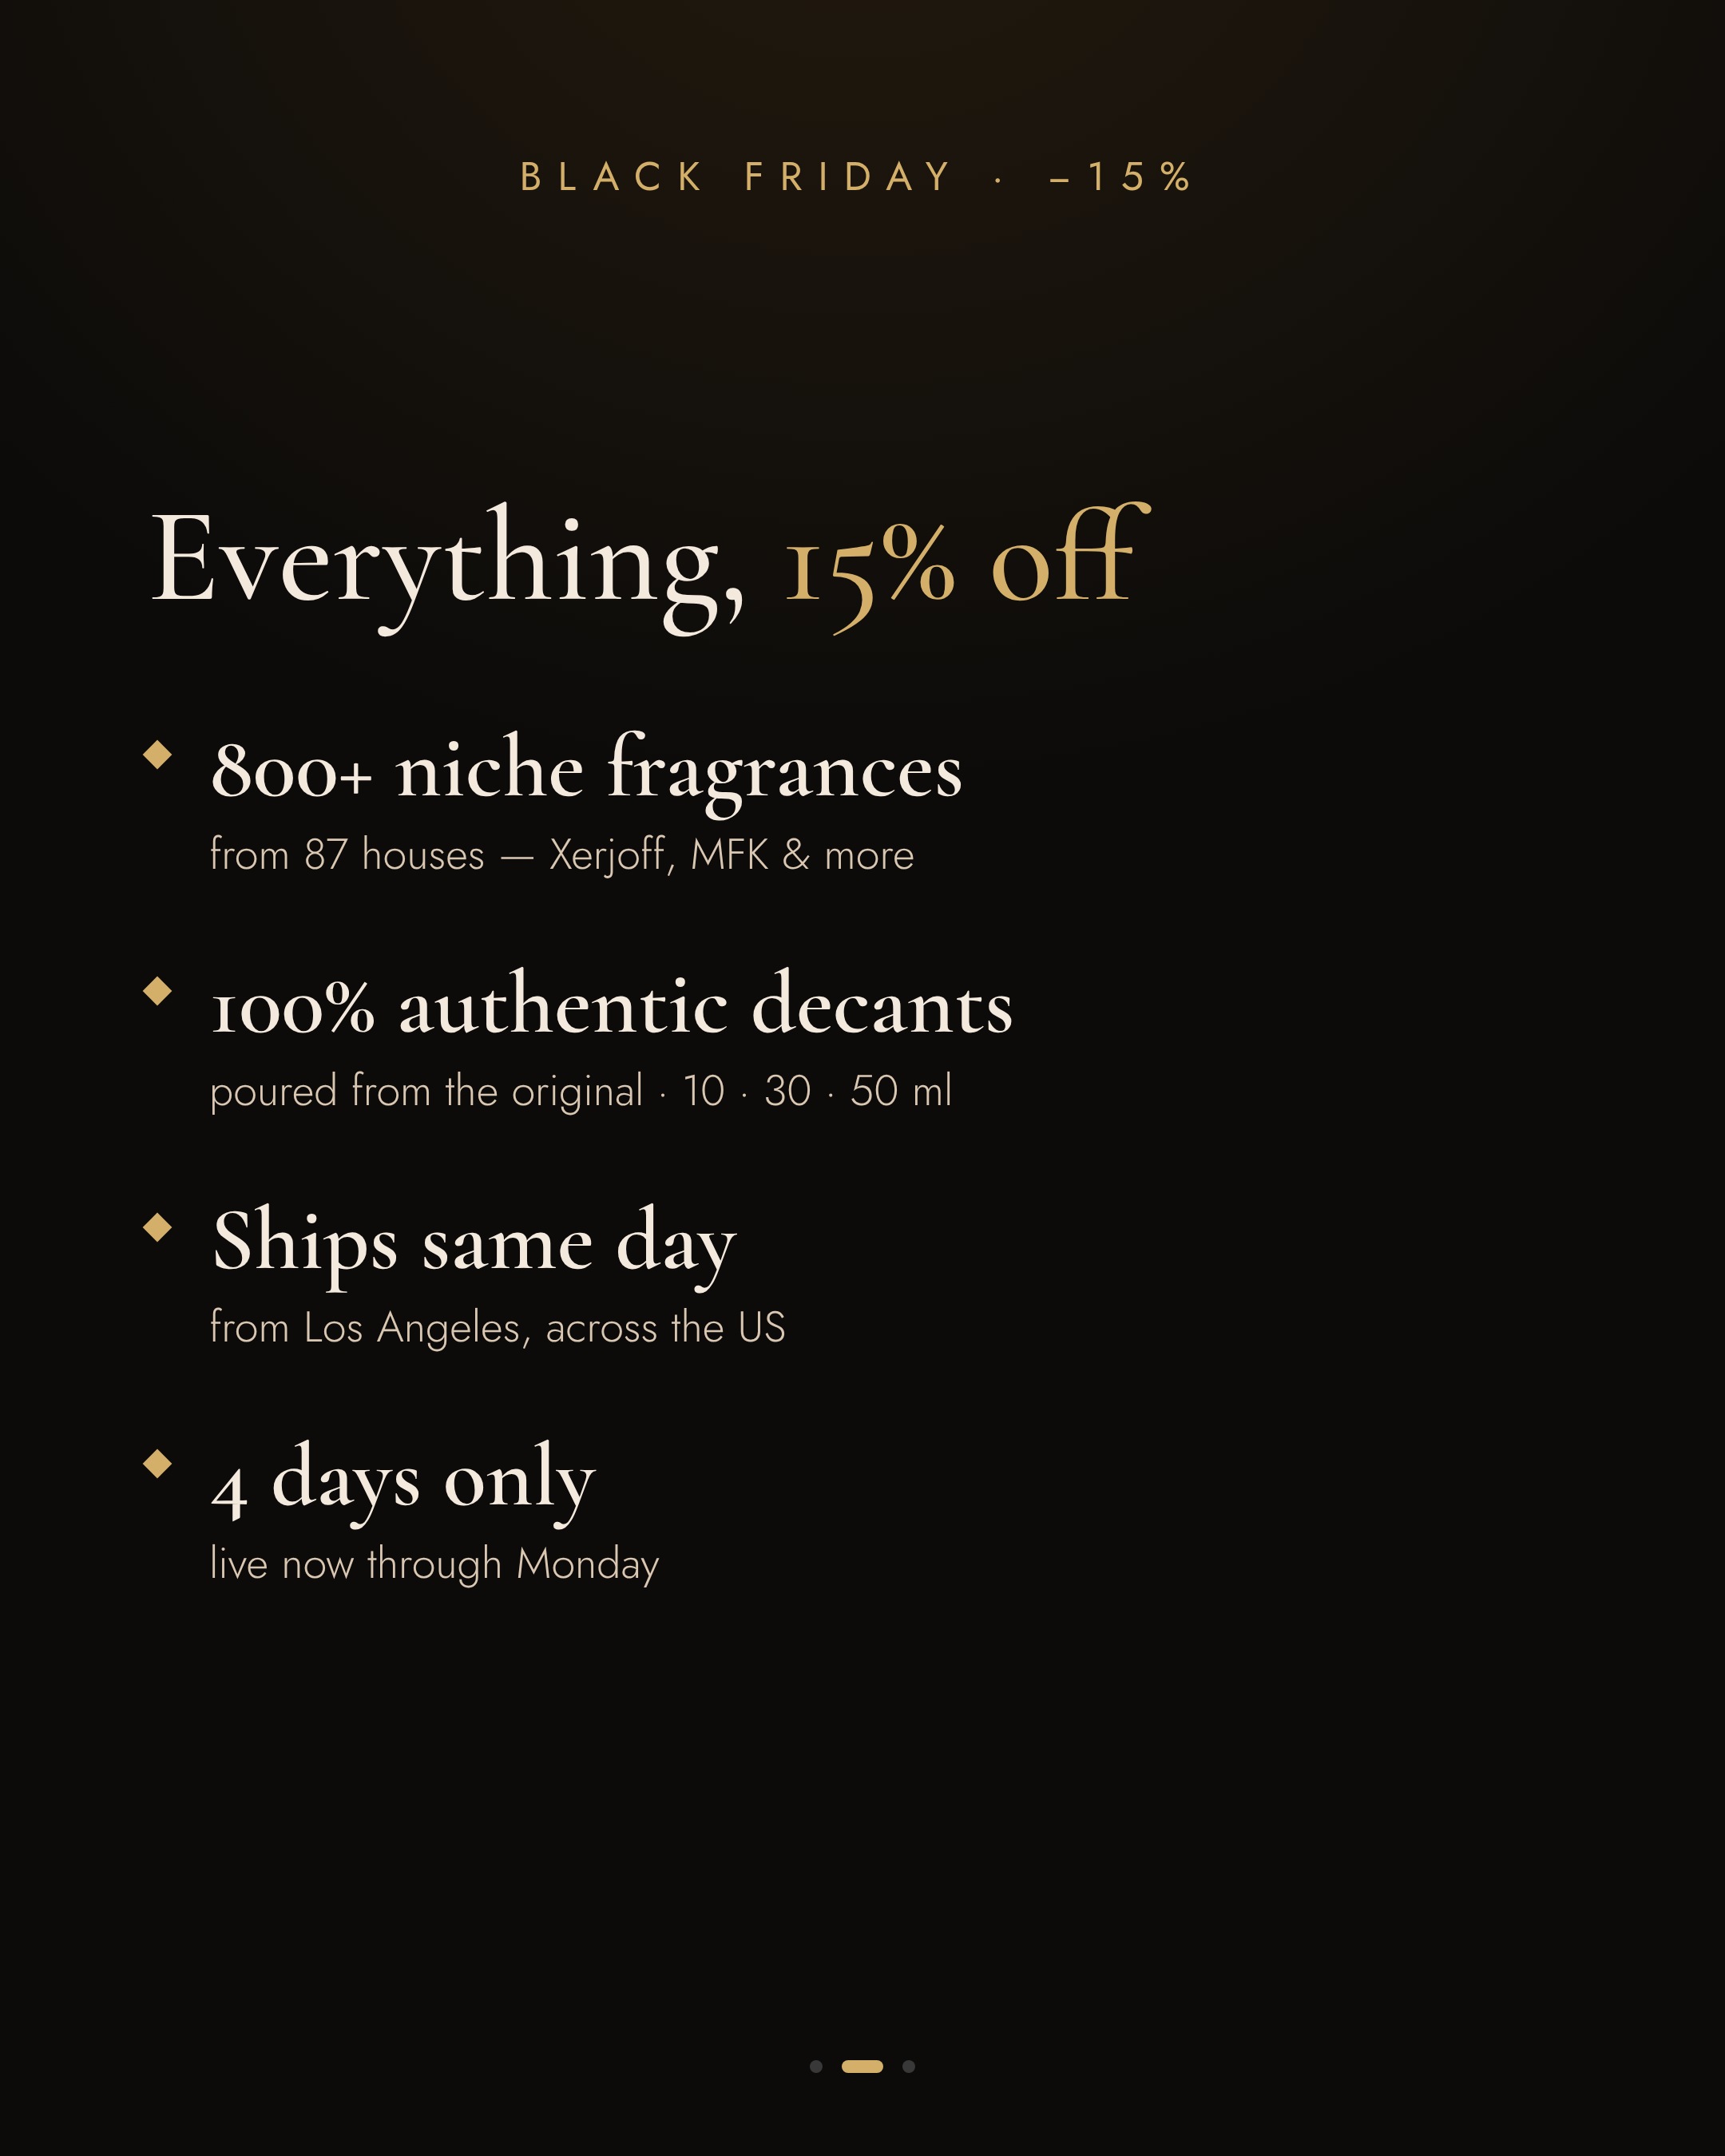 BLACK FRIDAY · −15%
Everything, 15% off
800+ niche fragrances
from 87 houses — Xerjoff, MFK & more
100% authentic decants
poured from the original · 10 · 30 · 50 ml
Ships same day
from Los Angeles, across the US
4 days only
live now through Monday